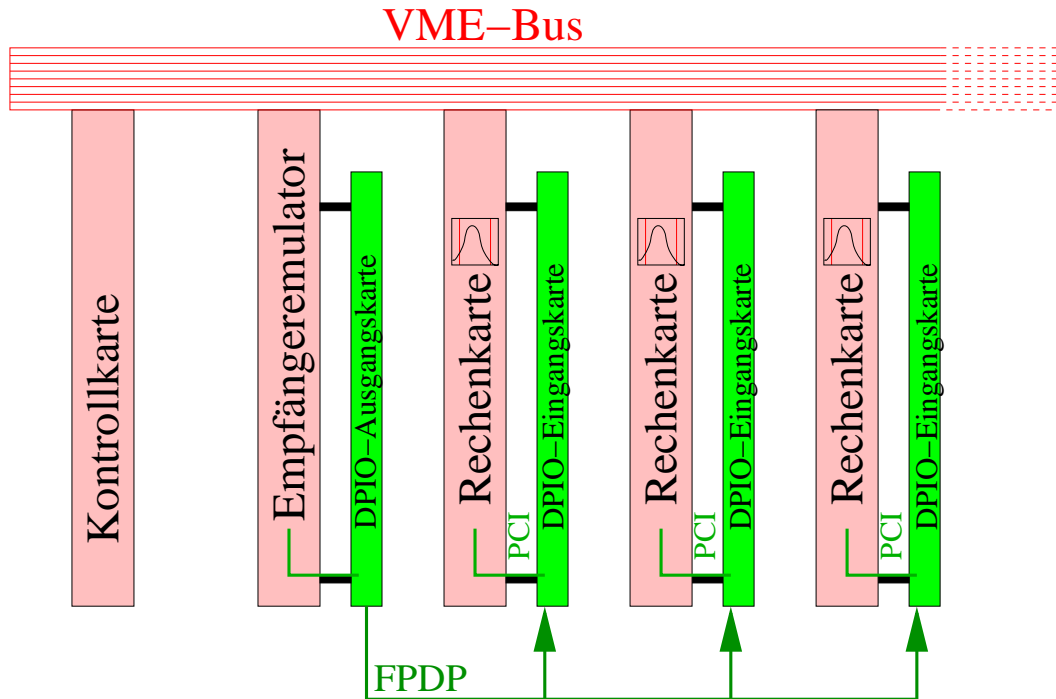 VME–Bus
Kontrollkarte
Empfängeremulator
DPIO–Ausgangskarte
Rechenkarte
PCI
DPIO–Eingangskarte
Rechenkarte
PCI
DPIO–Eingangskarte
Rechenkarte
PCI
DPIO–Eingangskarte
FPDP